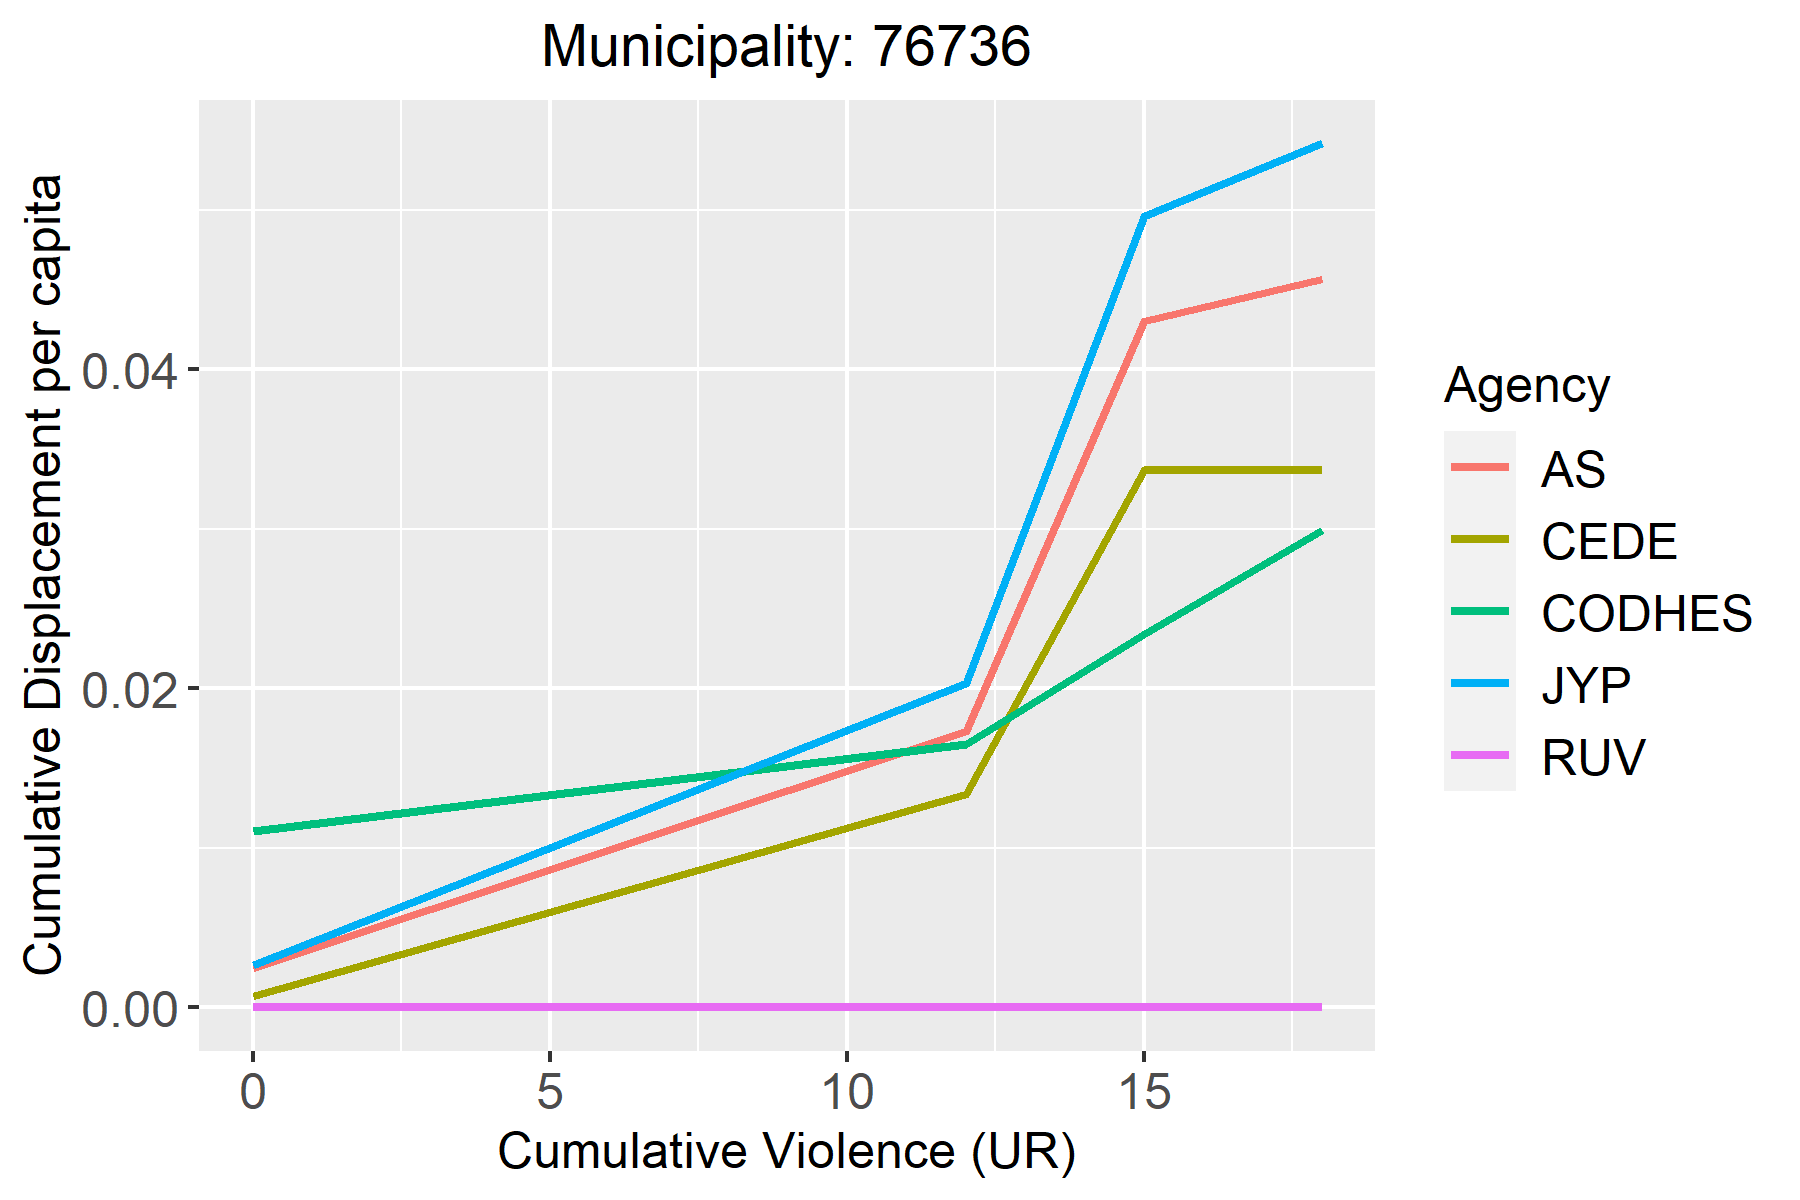 Municipality: 76736
Cumulative Displacement per capita
0.04
0.02
0.00
0
5
10
15
Cumulative Violence (UR)
Agency
AS
CEDE
CODHES
JYP
RUV